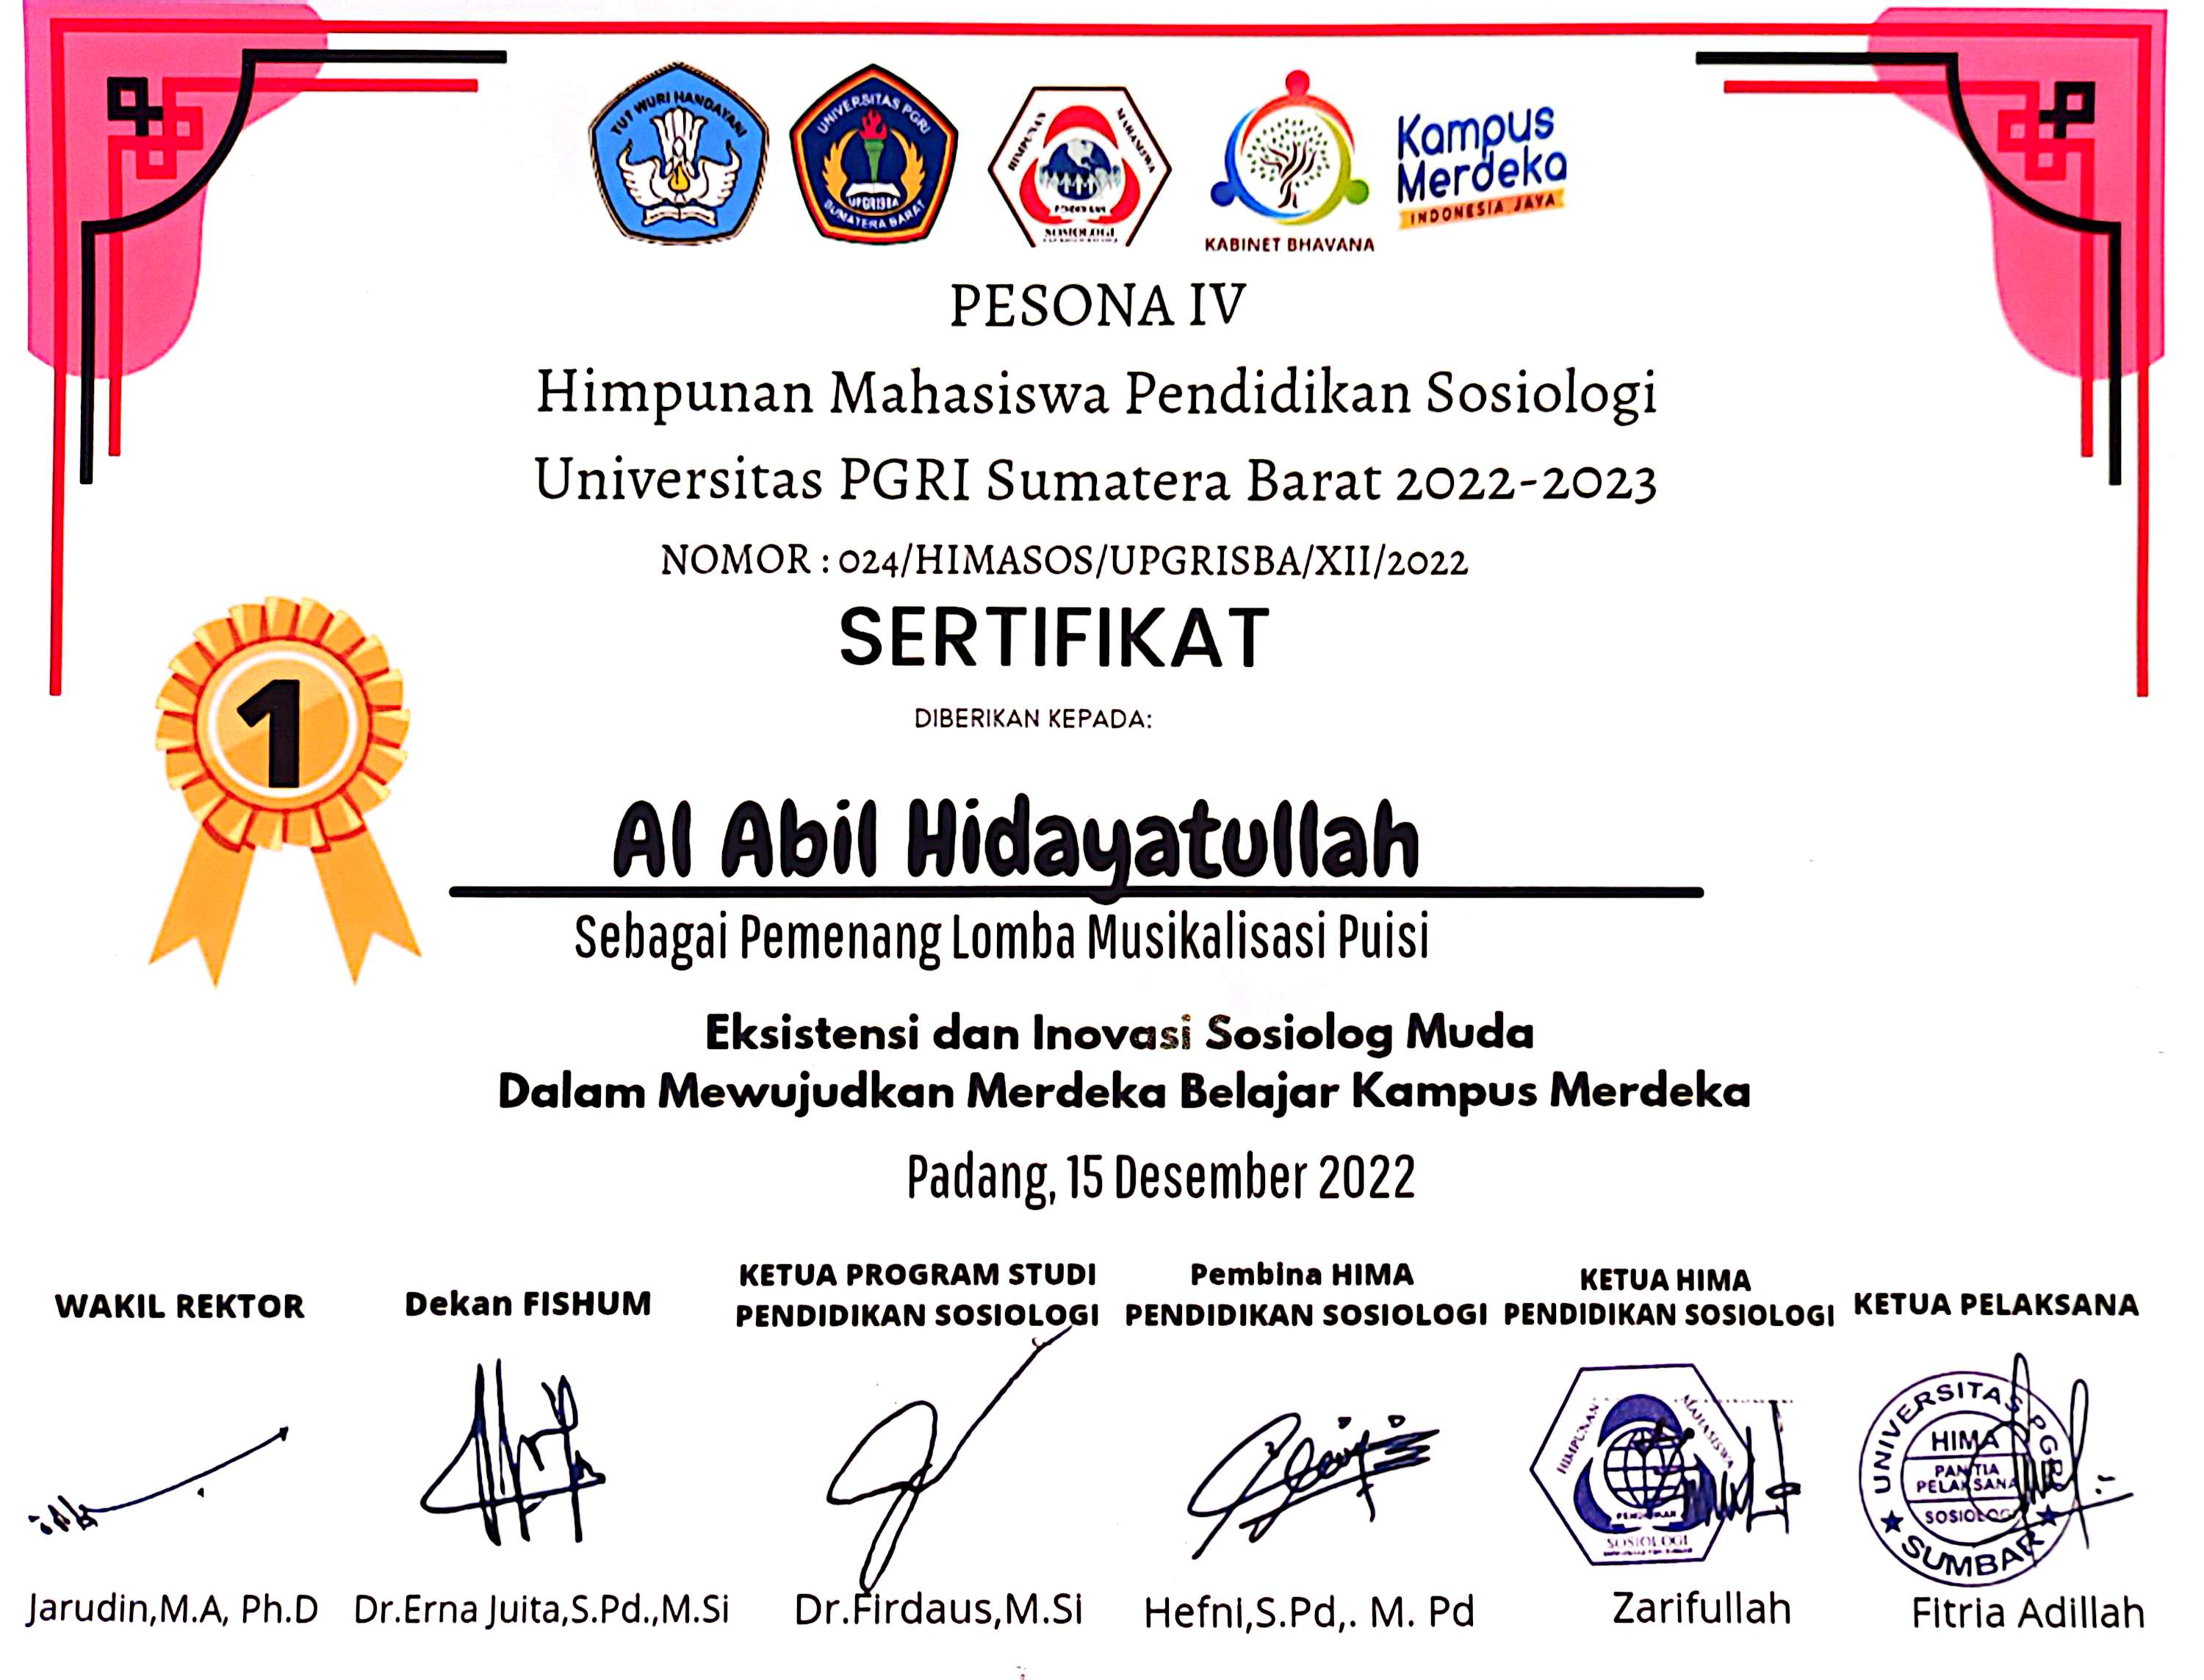 TUT WURI HANDAYANI
UNIVERSITAS PGRI
UPGRISBA
SUMATERA BARAT
HIMPUNAN MAHASISWA
PENDIDIKAN
SOSIOLOGI
KABINET BHAVANA
Kampus
Merdeka
INDONESIA JAYA
PESONA IV
Himpunan Mahasiswa Pendidikan Sosiologi
Universitas PGRI Sumatera Barat 2022-2023
NOMOR : 024/HIMASOS/UPGRISBA/XII/2022
SERTIFIKAT
DIBERIKAN KEPADA:
1
Al Abil Hidayatullah
Sebagai Pemenang Lomba Musikalisasi Puisi
Eksistensi dan Inovasi Sosiolog Muda
Dalam Mewujudkan Merdeka Belajar Kampus Merdeka
Padang, 15 Desember 2022
WAKIL REKTOR
Jarudin,M.A, Ph.D
Dekan FISHUM
Dr.Erna Juita,S.Pd.,M.Si
KETUA PROGRAM STUDI
PENDIDIKAN SOSIOLOGI
Dr.Firdaus,M.Si
Pembina HIMA
PENDIDIKAN SOSIOLOGI
Hefni,S.Pd,. M. Pd
KETUA HIMA
PENDIDIKAN SOSIOLOGI
HIMPUNAN MAHASISWA
PENDIDIKAN
SOSIOLOGI
Zarifullah
KETUA PELAKSANA
UNIVERSITAS PGRI
HIMA
PANITIA
PELAKSANA
SOSIOLOGI
SUMBAR
Fitria Adillah